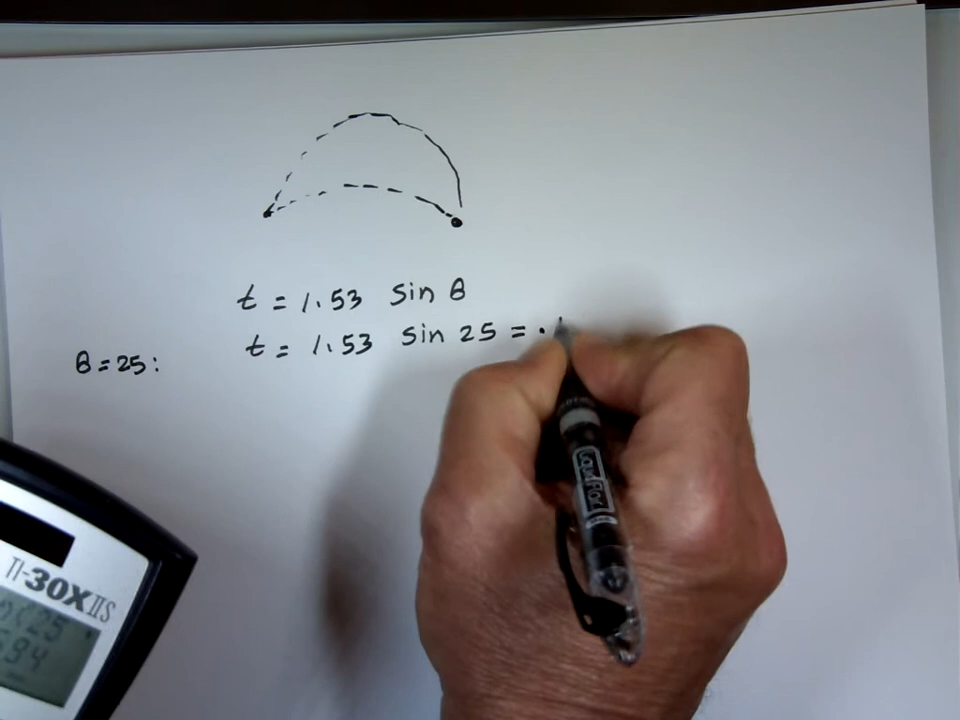 t = 1.53 sin θ
t = 1.53 sin 25 = .
θ = 25:
TI-30X IIS